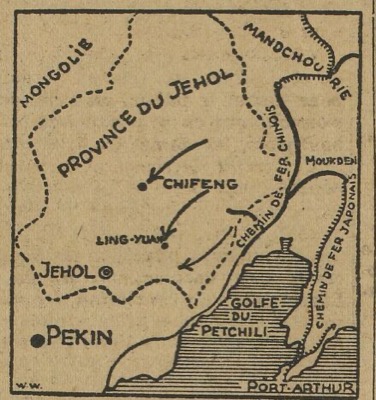 MONGOLIE
MANDCHOURIE
PROVINCE DU JEHOL
CHEMIN DE FER CHINOIS
MOUKDEN
CHIFENG
CHEMIN DE FER JAPONAIS
LING-YUAN
JEHOL
GOLFE
DU
PETCHILI
PEKIN
W.W.
PORT-ARTHUR